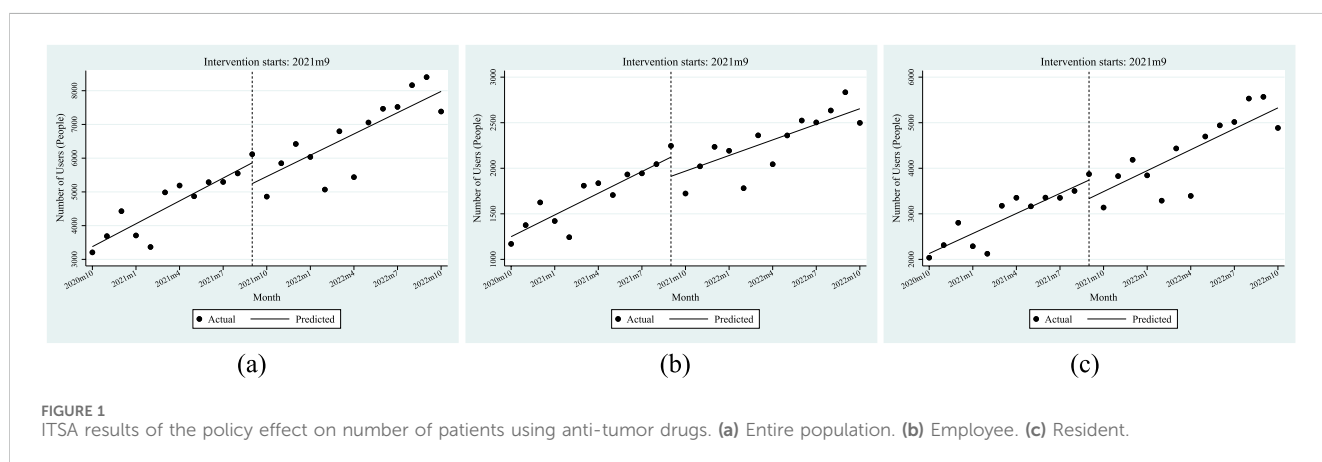 Intervention starts: 2021m9
Number of Users (People)
8000
7000
6000
5000
4000
3000
2020m10 2021m1 2021m4 2021m7 2021m10 2022m1 2022m4 2022m7 2022m10
Month
Actual Predicted
(a)
Intervention starts: 2021m9
Number of Users (People)
3000
2500
2000
1500
1000
2020m10 2021m1 2021m4 2021m7 2021m10 2022m1 2022m4 2022m7 2022m10
Month
Actual Predicted
(b)
Intervention starts: 2021m9
Number of Users (People)
6000
5000
4000
3000
2000
2020m10 2021m1 2021m4 2021m7 2021m10 2022m1 2022m4 2022m7 2022m10
Month
Actual Predicted
(c)
FIGURE 1
ITSA results of the policy effect on number of patients using anti-tumor drugs. (a) Entire population. (b) Employee. (c) Resident.